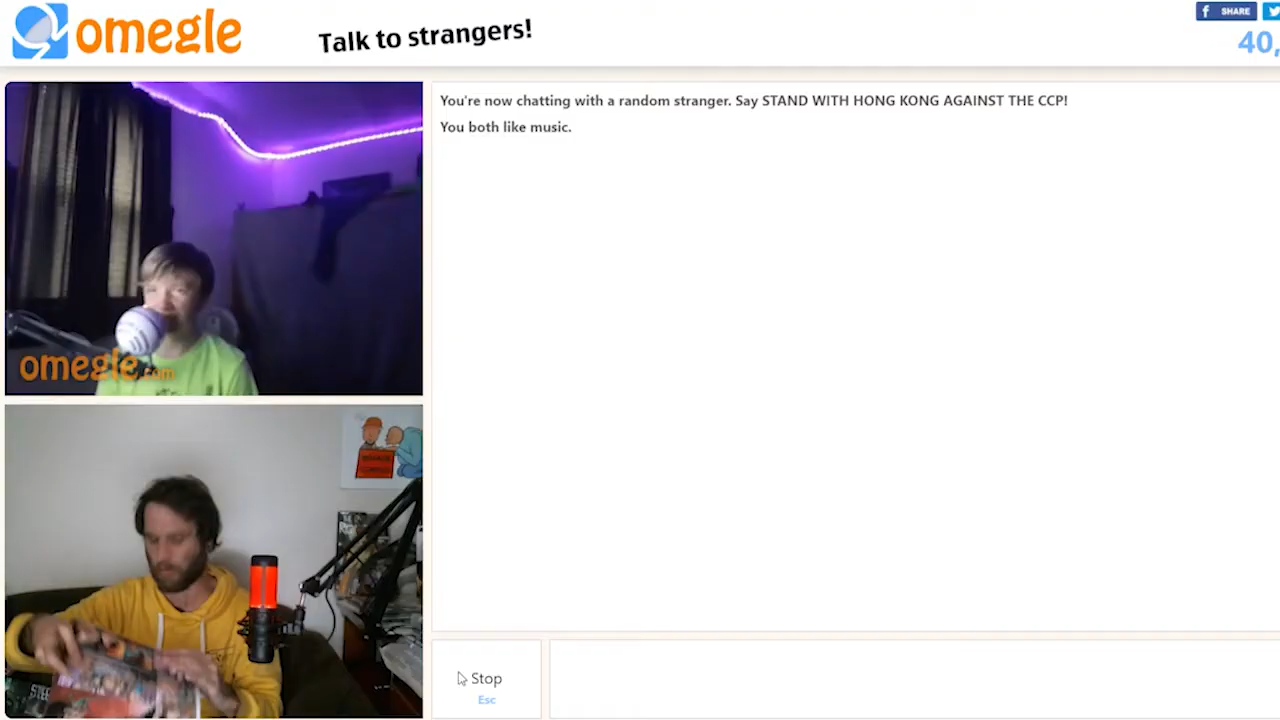 omegle
Talk to strangers!
f SHARE
40,
You're now chatting with a random stranger. Say STAND WITH HONG KONG AGAINST THE CCP!
You both like music.
omegle.com
Stop
Esc